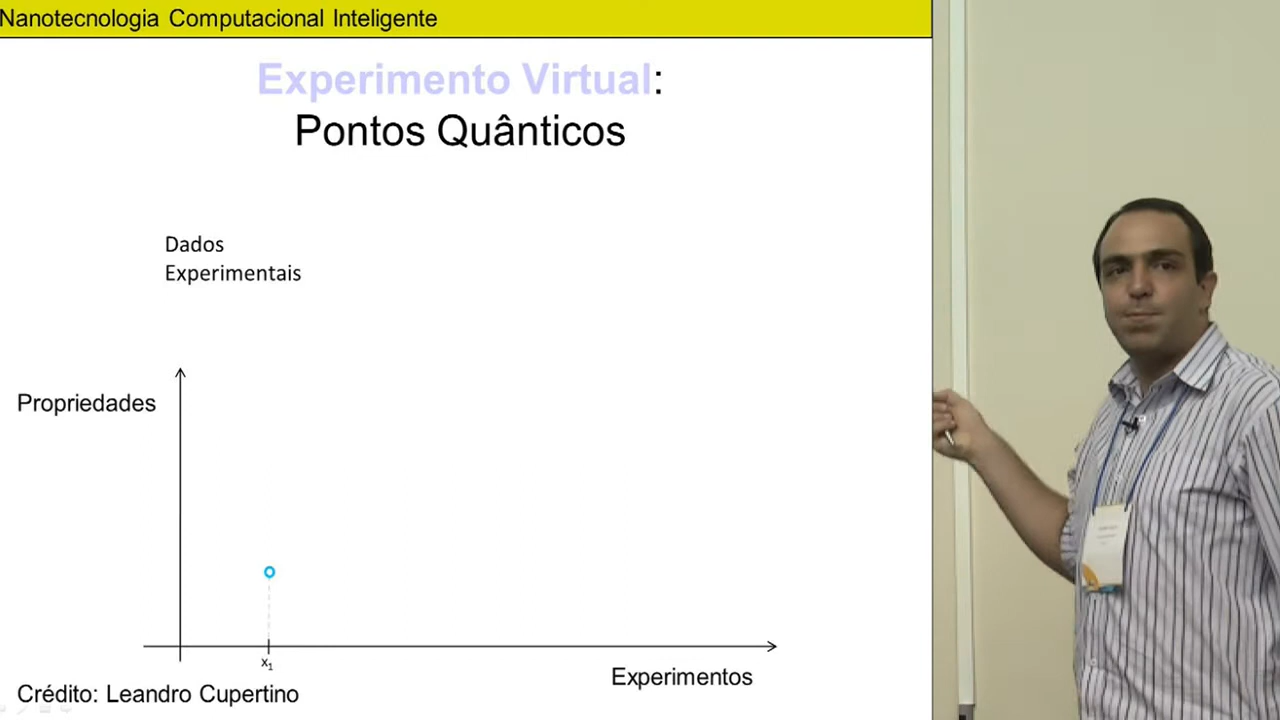 Nanotecnologia Computacional Inteligente
Experimento Virtual:
Pontos Quânticos
Dados
Experimentais
Propriedades
x₁
Experimentos
Crédito: Leandro Cupertino